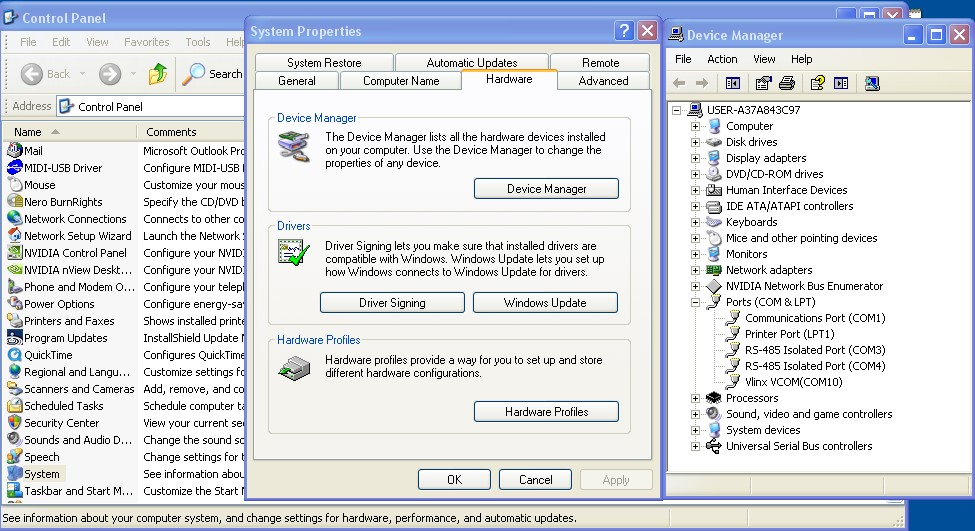 Control Panel
File Edit View Favorites Tools Help
Back Search
Address Control Panel
Name Comments
Mail Microsoft Outlook Pro
MIDI-USB Driver Configure MIDI-USB
Mouse Customize your mous
Nero BurnRights Specify the CD/DVD
Network Connections Connects to other co
Network Setup Wizard Launch the Network
NVIDIA Control Panel Configure your NVID
NVIDIA nView Deskt... Configure your NVID
Phone and Modem O... Configure your telep
Power Options Configure energy-sa
Printers and Faxes Shows installed printe
Program Updates InstallShield Update
QuickTime Configures QuickTime
Regional and Langu... Customize settings fo
Scanners and Cameras Add, remove, and co
Scheduled Tasks Schedule computer ta
Security Center View your current se
Sounds and Audio D... Change the sound sc
Speech Change settings for t
System See information abou
Taskbar and Start M... Customize the Start M
See information about your computer system, and change settings for hardware, performance, and automatic updates.
System Properties
System Restore Automatic Updates Remote
General Computer Name Hardware Advanced
Device Manager
The Device Manager lists all the hardware devices installed
on your computer. Use the Device Manager to change the
properties of any device.
Device Manager
Drivers
Driver Signing lets you make sure that installed drivers are
compatible with Windows. Windows Update lets you set up
how Windows connects to Windows Update for drivers.
Driver Signing Windows Update
Hardware Profiles
Hardware profiles provide a way for you to set up and store
different hardware configurations.
Hardware Profiles
OK Cancel Apply
Device Manager
File Action View Help
USER-A37A843C97
Computer
Disk drives
Display adapters
DVD/CD-ROM drives
Human Interface Devices
IDE ATA/ATAPI controllers
Keyboards
Mice and other pointing devices
Monitors
Network adapters
NVIDIA Network Bus Enumerator
Ports (COM & LPT)
Communications Port (COM1)
Printer Port (LPT1)
RS-485 Isolated Port (COM3)
RS-485 Isolated Port (COM4)
Vlinx VCOM(COM10)
Processors
Sound, video and game controllers
System devices
Universal Serial Bus controllers